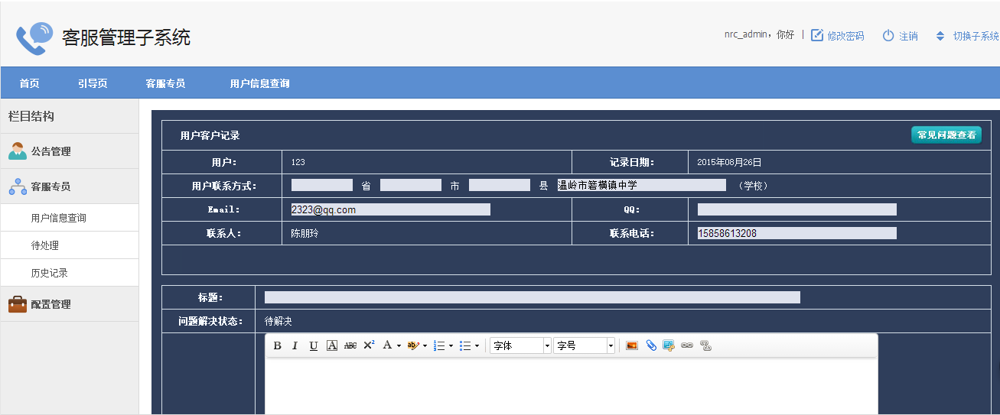 客服管理子系统
nrc_admin，你好 | 修改密码 注销 切换子系统
首页 引导页 客服专员 用户信息查询
栏目结构
公告管理
客服专员
用户信息查询
待处理
历史记录
配置管理
用户客户记录 常见问题查看
用户： 123 记录日期： 2015年08月26日
用户联系方式： 省 市 县 温岭市箬横镇中学 （学校）
Email： 2323@qq.com QQ：
联系人： 陈朋玲 联系电话： 15858613208
标题：
问题解决状态： 待解决
B I U A ABC X² A ab 字体 字号